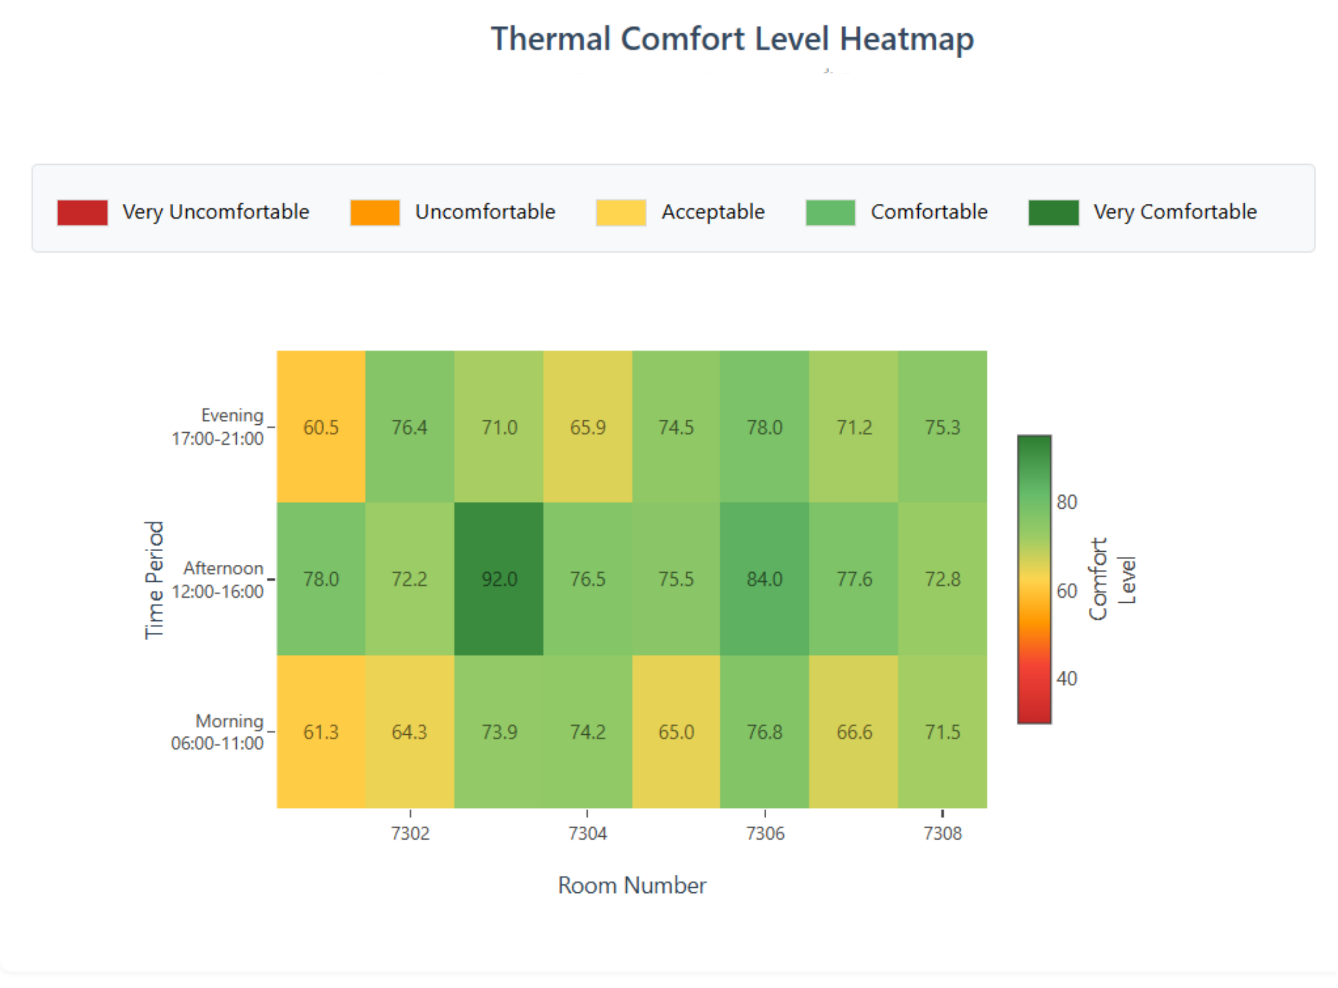 Thermal Comfort Level Heatmap
Very Uncomfortable
Uncomfortable
Acceptable
Comfortable
Very Comfortable
Evening
17:00-21:00
60.5 76.4 71.0 65.9 74.5 78.0 71.2 75.3
Afternoon
12:00-16:00
78.0 72.2 92.0 76.5 75.5 84.0 77.6 72.8
Morning
06:00-11:00
61.3 64.3 73.9 74.2 65.0 76.8 66.6 71.5
Time Period
7302 7304 7306 7308
Room Number
80
60
40
Comfort
Level